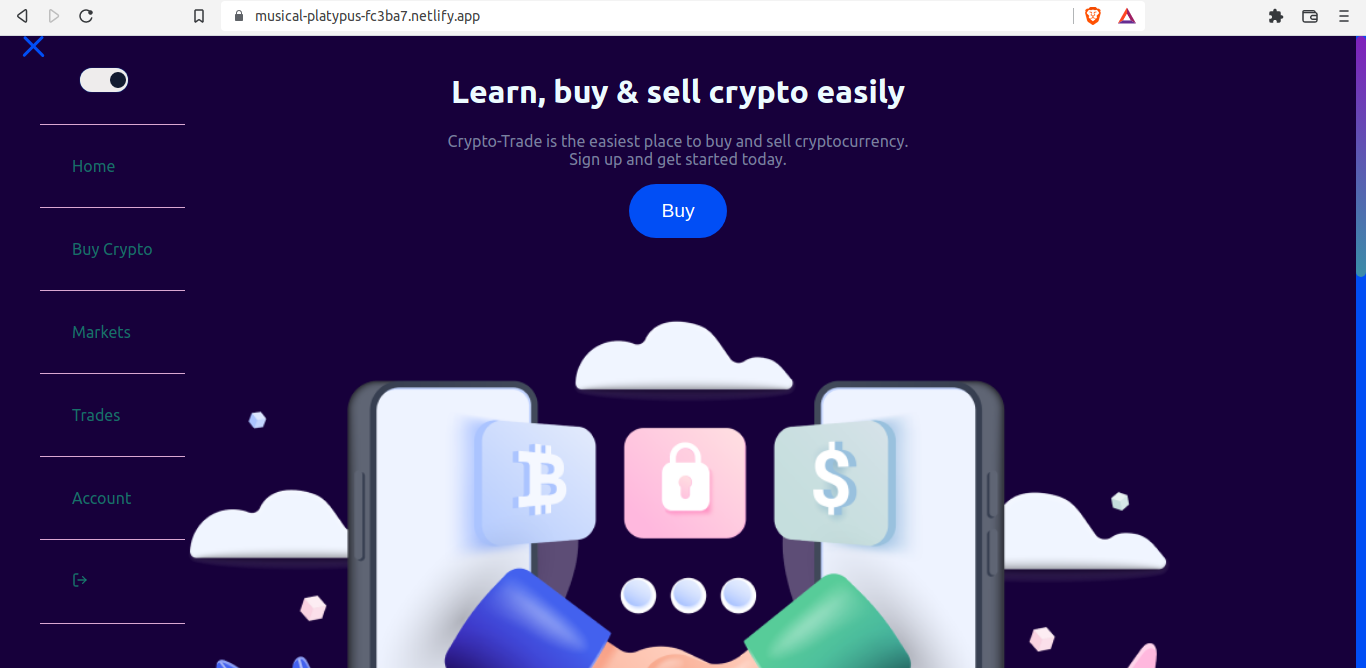 musical-platypus-fc3ba7.netlify.app
Learn, buy & sell crypto easily
Crypto-Trade is the easiest place to buy and sell cryptocurrency.
Sign up and get started today.
Buy
Home
Buy Crypto
Markets
Trades
Account